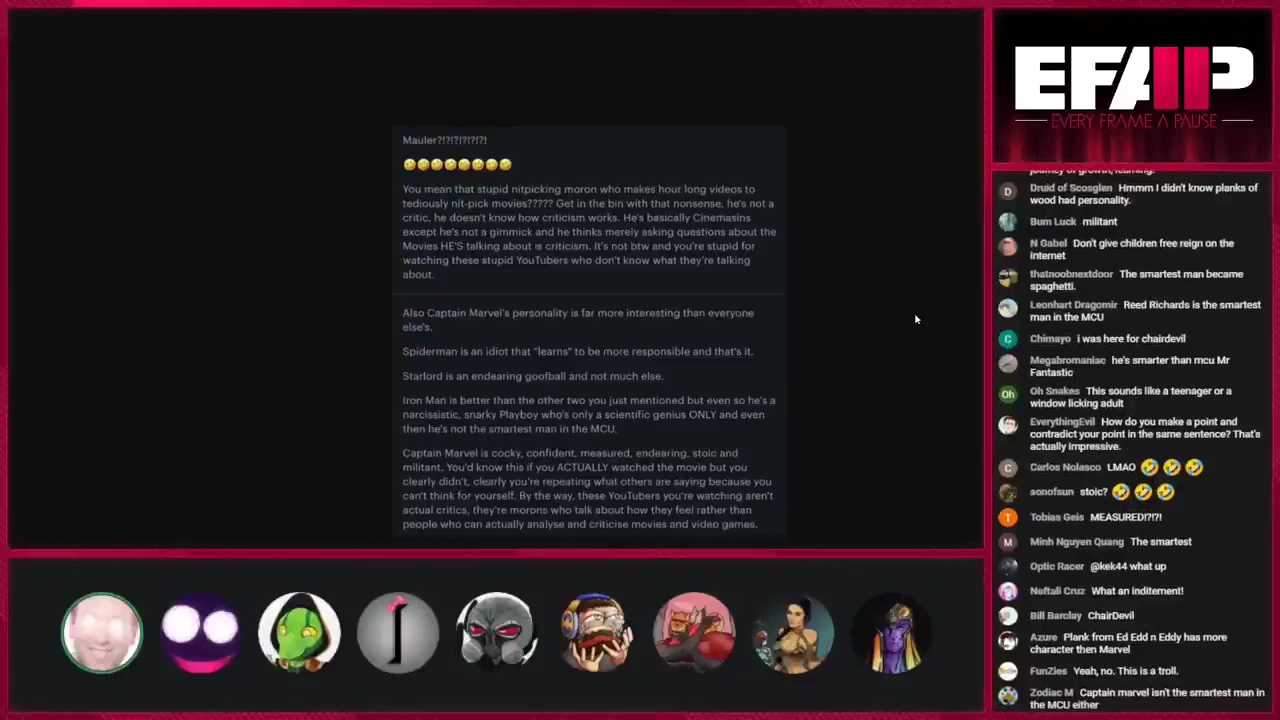 Mauler?!?!?!?!?!?!
🤣🤣🤣🤣🤣🤣🤣🤣
You mean that stupid nitpicking moron who makes hour long videos to
tediously nit-pick movies????? Get in the bin with that nonsense, he's not a
critic, he doesn't know how criticism works. He's basically Cinemasins
except he's not a gimmick and he thinks merely asking questions about the
Movies HE'S talking about is criticism. It's not btw and you're stupid for
watching these stupid YouTubers who don't know what they're talking
about.
Also Captain Marvel's personality is far more interesting than everyone
else's.
Spiderman is an idiot that "learns" to be more responsible and that's it.
Starlord is an endearing goofball and not much else.
Iron Man is better than the other two you just mentioned but even so he's a
narcissistic, snarky Playboy who's only a scientific genius ONLY and even
then he's not the smartest man in the MCU.
Captain Marvel is cocky, confident, measured, endearing, stoic and
militant. You'd know this if you ACTUALLY watched the movie but you
clearly didn't, clearly you're repeating what others are saying because you
can't think for yourself. By the way, these YouTubers you're watching aren't
actual critics, they're morons who talk about how they feel rather than
people who can actually analyse and criticise movies and video games.
EFAP
EVERY FRAME A PAUSE
journey of growth, learning.
D
Druid of Scosglen Hmmm I didn't know planks of
wood had personality.
Bum Luck militant
N Gabel Don't give children free reign on the
internet
thatnoobnextdoor The smartest man became
spaghetti.
Leonhart Dragomir Reed Richards is the smartest
man in the MCU
C
Chimayo i was here for chairdevil
Megabromaniac he's smarter than mcu Mr
Fantastic
Oh
Oh Snakes This sounds like a teenager or a
window licking adult
EverythingEvil How do you make a point and
contradict your point in the same sentence? That's
actually impressive.
C
Carlos Nolasco LMAO 🤣 🤣 🤣
sonofsun stoic? 🤣 🤣 🤣
T
Tobias Geis MEASURED!?!?!
M
Minh Nguyen Quang The smartest
Optic Racer @kek44 what up
Neftali Cruz What an inditement!
Bill Barclay ChairDevil
Azure Plank from Ed Edd n Eddy has more
character then Marvel
FunZies Yeah, no. This is a troll.
Zodiac M Captain marvel isn't the smartest man in
the MCU either